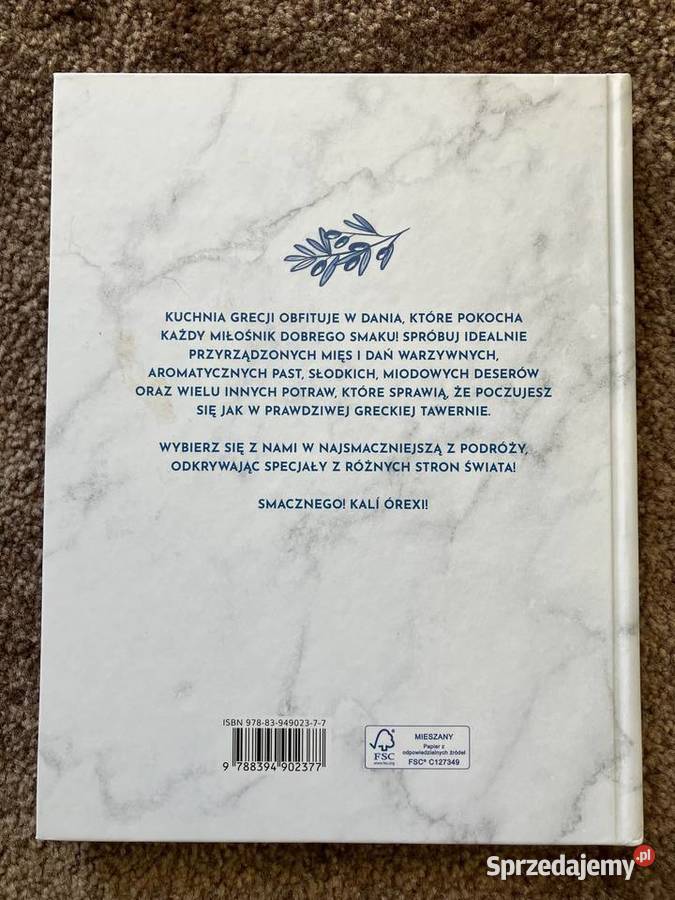 KUCHNIA GRECJI OBFITUJE W DANIA, KTÓRE POKOCHA
KAŻDY MIŁOŚNIK DOBREGO SMAKU! SPRÓBUJ IDEALNIE
PRZYRZĄDZONYCH MIĘS I DAŃ WARZYWNYCH,
AROMATYCZNYCH PAST, SŁODKICH, MIODOWYCH DESERÓW
ORAZ WIELU INNYCH POTRAW, KTÓRE SPRAWIĄ, ŻE POCZUJESZ
SIĘ JAK W PRAWDZIWEJ GRECKIEJ TAWERNIE.
WYBIERZ SIĘ Z NAMI W NAJSMACZNIEJSZĄ Z PODRÓŻY,
ODKRYWAJĄC SPECJAŁY Z RÓŻNYCH STRON ŚWIATA!
SMACZNEGO! KALÍ ÓREXI!
ISBN 978-83-949023-7-7
9 788394 902377
FSC
www.fsc.org
MIESZANY
Papier z
odpowiedzialnych źródeł
FSC® C127349
Sprzedajemy.pl